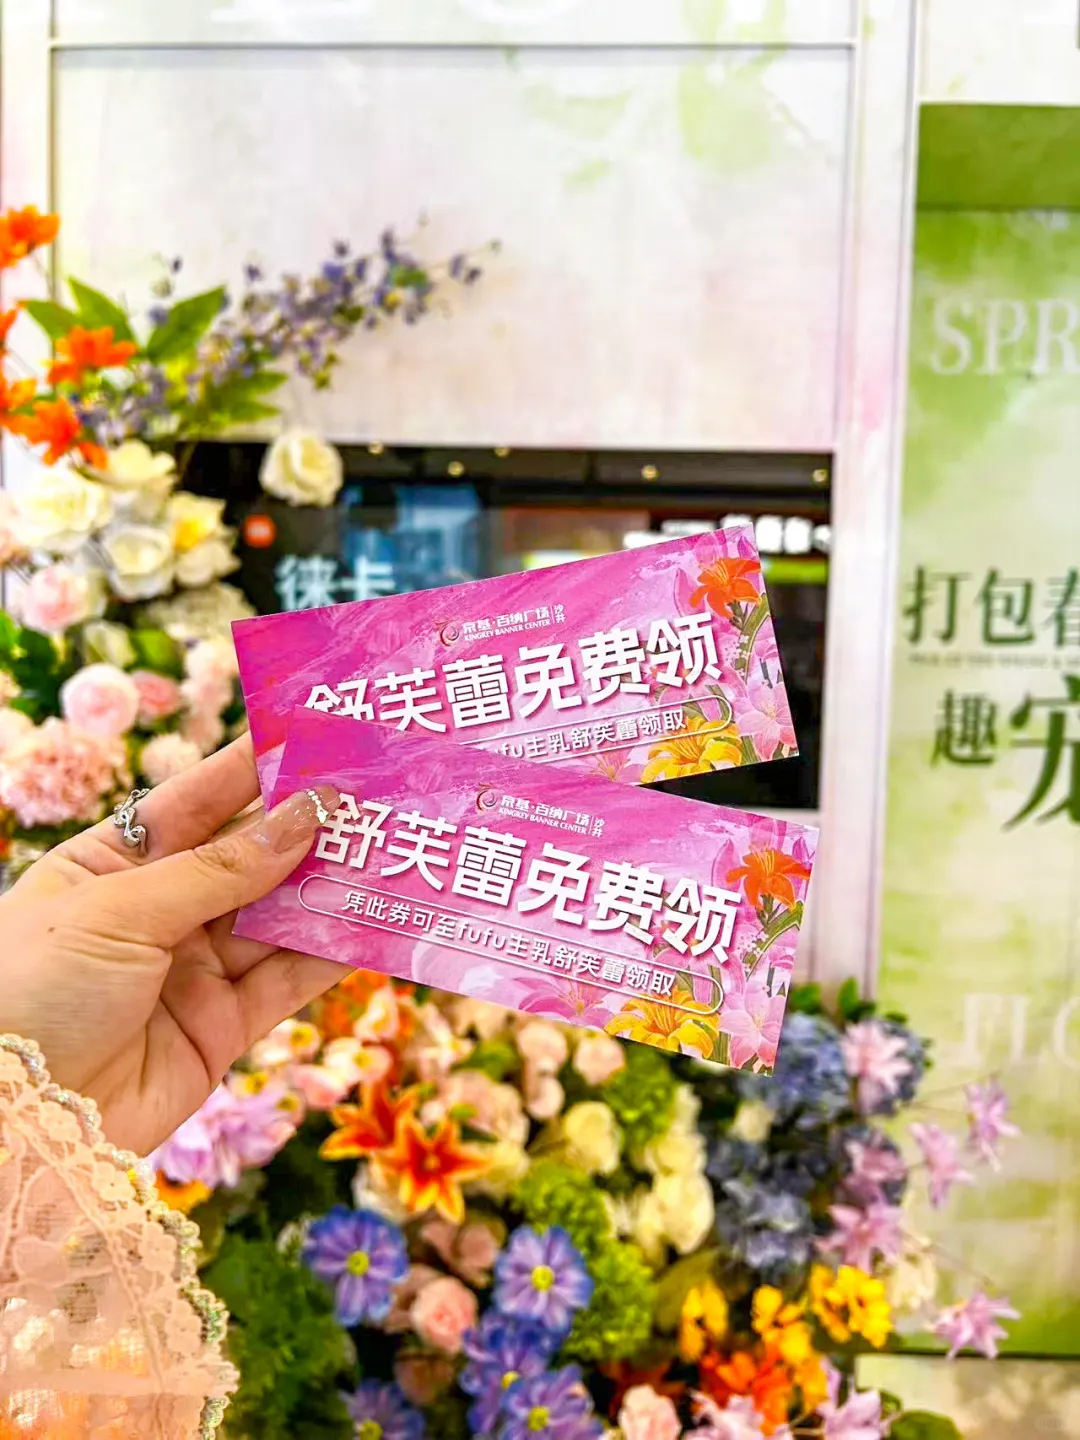 SPR
徕卡
打包春
趣宠
京基·百纳广场 沙井
KINGKEY BANNER CENTER
舒芙蕾免费领
fufu主乳舒芙蕾领取
京基·百纳广场 沙井
KINGKEY BANNER CENTER
舒芙蕾免费领
凭此券可至fufu主乳舒芙蕾领取
FLO